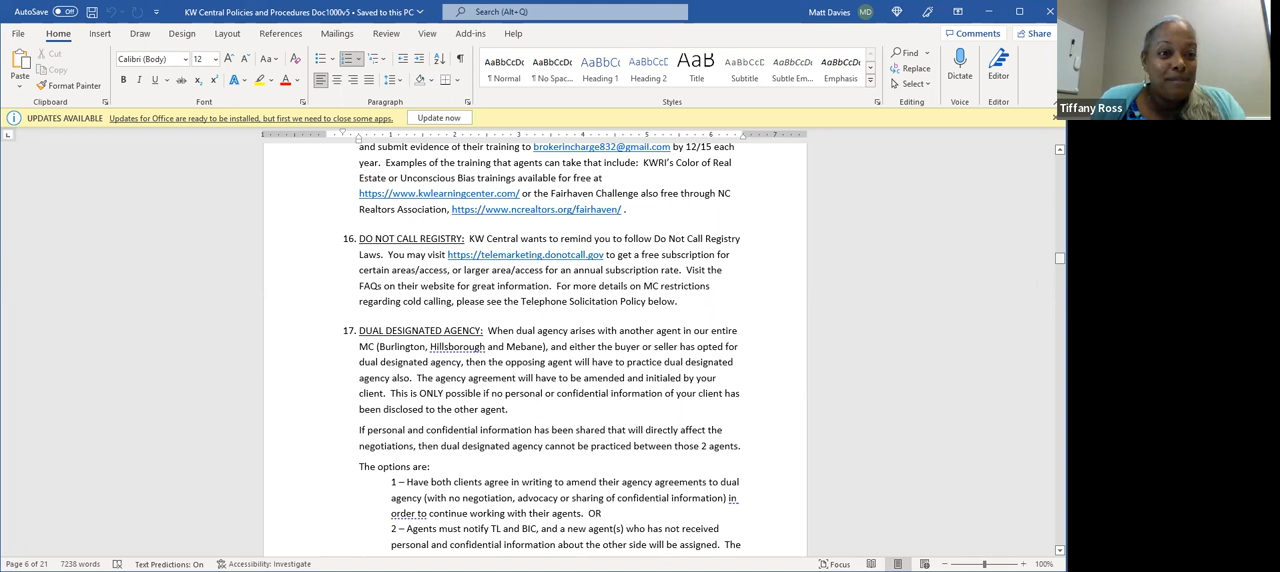 AutoSave Off KW Central Policies and Procedures Doc1000v5 • Saved to this PC Search (Alt+Q) Matt Davies MD
File Home Insert Draw Design Layout References Mailings Review View Add-ins Help Comments Share
Paste Cut Copy Format Painter
Calibri (Body) 12
AaBbCcDc ¶ Normal AaBbCcDc ¶ No Spac... AaBbC Heading 1 AaBbCc Heading 2 AaB Title AaBbCcD Subtitle AaBbCcDc Subtle Em... AaBbCcDc Emphasis
Find Replace Select Dictate Editor
Clipboard Font Paragraph Styles Editing Voice Editor
Tiffany Ross
UPDATES AVAILABLE Updates for Office are ready to be installed, but first we need to close some apps. Update now
1 1 2 3 4 5 6 7
and submit evidence of their training to brokerincharge832@gmail.com by 12/15 each
year. Examples of the training that agents can take that include: KWRI's Color of Real
Estate or Unconscious Bias trainings available for free at
https://www.kwlearningcenter.com/ or the Fairhaven Challenge also free through NC
Realtors Association, https://www.ncrealtors.org/fairhaven/ .
16. DO NOT CALL REGISTRY: KW Central wants to remind you to follow Do Not Call Registry
Laws. You may visit https://telemarketing.donotcall.gov to get a free subscription for
certain areas/access, or larger area/access for an annual subscription rate. Visit the
FAQs on their website for great information. For more details on MC restrictions
regarding cold calling, please see the Telephone Solicitation Policy below.
17. DUAL DESIGNATED AGENCY: When dual agency arises with another agent in our entire
MC (Burlington, Hillsborough and Mebane), and either the buyer or seller has opted for
dual designated agency, then the opposing agent will have to practice dual designated
agency also. The agency agreement will have to be amended and initialed by your
client. This is ONLY possible if no personal or confidential information of your client has
been disclosed to the other agent.
If personal and confidential information has been shared that will directly affect the
negotiations, then dual designated agency cannot be practiced between those 2 agents.
The options are:
1 – Have both clients agree in writing to amend their agency agreements to dual
agency (with no negotiation, advocacy or sharing of confidential information) in
order to continue working with their agents. OR
2 – Agents must notify TL and BIC, and a new agent(s) who has not received
personal and confidential information about the other side will be assigned. The
Page 6 of 21 7238 words Text Predictions: On Accessibility: Investigate Focus 100%